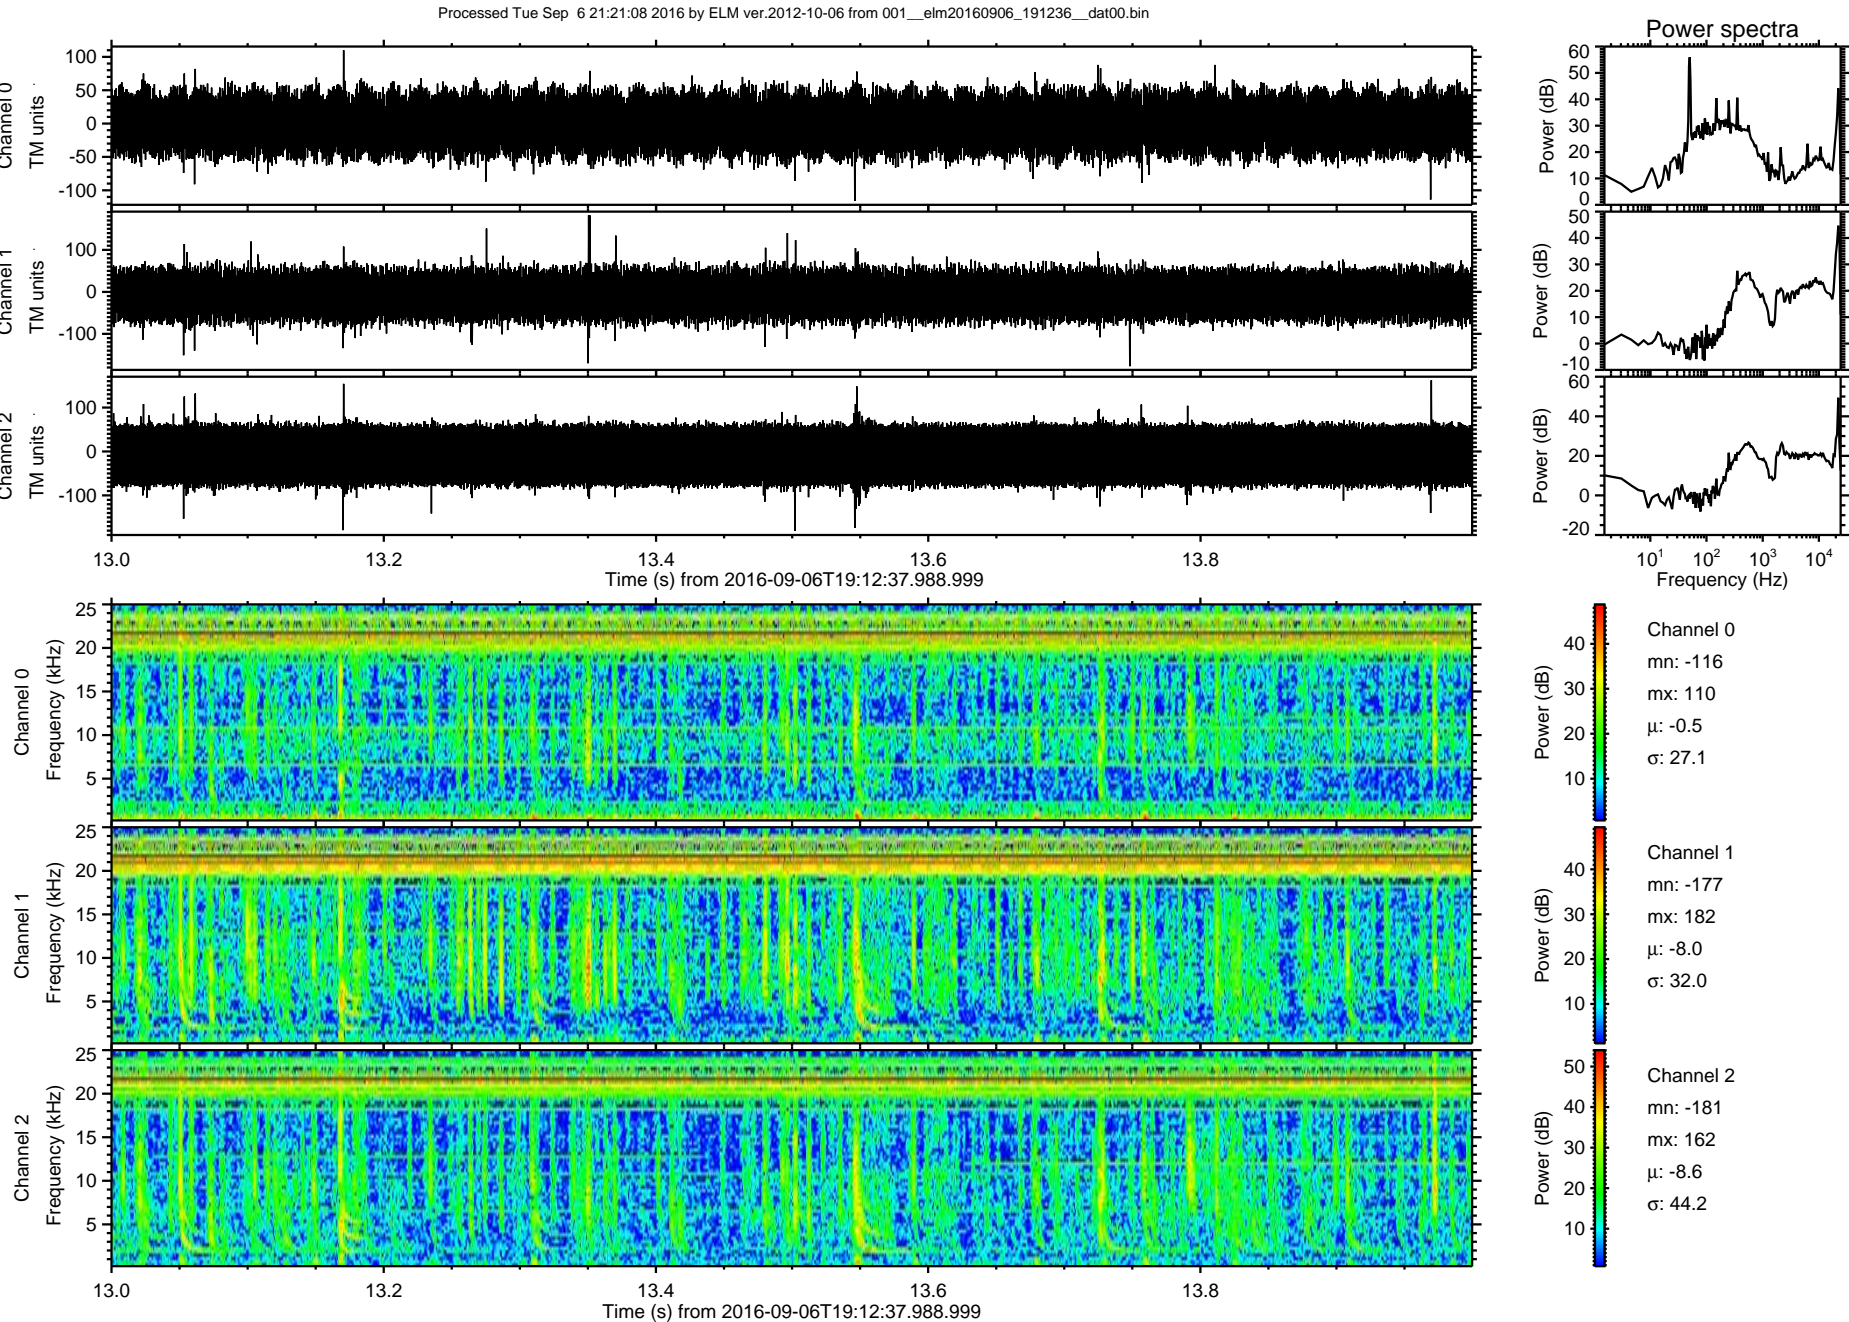 Processed Tue Sep  6 21:21:08 2016 by ELM ver.2012-10-06 from 001__elm20160906_191236__dat00.bin
Power spectra
Channel 0
TM units
100
50
0
-50
-100
Power (dB)
60
50
40
30
20
10
0
Channel 1
TM units
100
0
-100
Power (dB)
50
40
30
20
10
0
-10
Channel 2
TM units
100
0
-100
Power (dB)
60
40
20
0
-20
13.0 13.2 13.4 13.6 13.8
Time (s) from 2016-09-06T19:12:37.988.999
10^1 10^2 10^3 10^4
Frequency (Hz)
Channel 0
Frequency (kHz)
25
20
15
10
5
Power (dB)
40
30
20
10
Channel 0
mn: -116
mx: 110
μ: -0.5
σ: 27.1
Channel 1
Frequency (kHz)
25
20
15
10
5
Power (dB)
40
30
20
10
Channel 1
mn: -177
mx: 182
μ: -8.0
σ: 32.0
Channel 2
Frequency (kHz)
25
20
15
10
5
Power (dB)
50
40
30
20
10
Channel 2
mn: -181
mx: 162
μ: -8.6
σ: 44.2
13.0 13.2 13.4 13.6 13.8
Time (s) from 2016-09-06T19:12:37.988.999